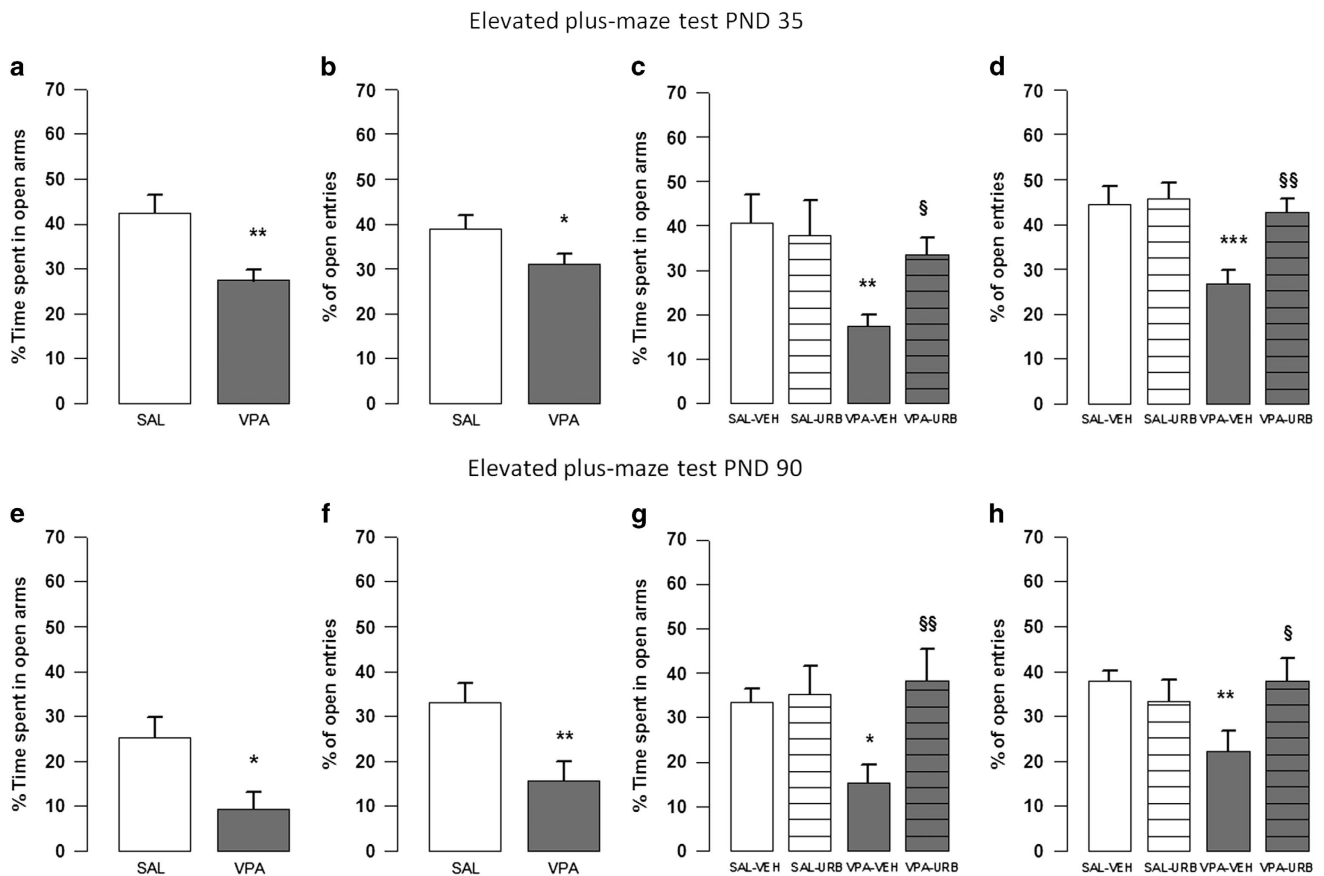 Elevated plus-maze test PND 35
a
% Time spent in open arms
70
60
50
40
30
20
10
0
**
SAL VPA
b
% of open entries
70
60
50
40
30
20
10
0
*
SAL VPA
c
% Time spent in open arms
70
60
50
40
30
20
10
0
**
§
SAL-VEH SAL-URB VPA-VEH VPA-URB
d
% of open entries
70
60
50
40
30
20
10
0
***
§§
SAL-VEH SAL-URB VPA-VEH VPA-URB
Elevated plus-maze test PND 90
e
% Time spent in open arms
70
60
50
40
30
20
10
0
*
SAL VPA
f
% of open entries
70
60
50
40
30
20
10
0
**
SAL VPA
g
% Time spent in open arms
70
60
50
40
30
20
10
0
*
§§
SAL-VEH SAL-URB VPA-VEH VPA-URB
h
% of open entries
70
60
50
40
30
20
10
0
**
§
SAL-VEH SAL-URB VPA-VEH VPA-URB